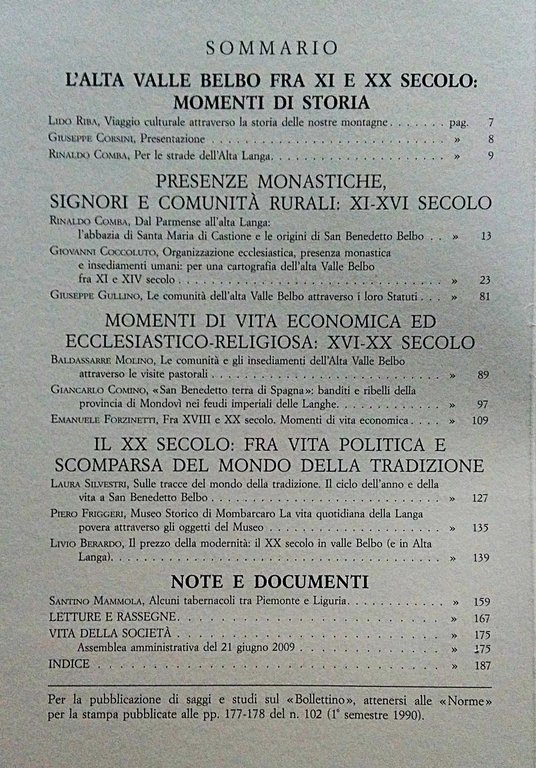 SOMMARIO
L'ALTA VALLE BELBO FRA XI E XX SECOLO:
MOMENTI DI STORIA
LIDO RIBA, Viaggio culturale attraverso la storia delle nostre montagne . . . . . . . pag. 7
GIUSEPPE CORSINI, Presentazione . . . . . . . . . . . . . . . . . . . . . . . . . . . . » 8
RINALDO COMBA, Per le strade dell'Alta Langa. . . . . . . . . . . . . . . . . . . . . » 9
PRESENZE MONASTICHE,
SIGNORI E COMUNITÀ RURALI: XI-XVI SECOLO
RINALDO COMBA, Dal Parmense all'alta Langa:
l'abbazia di Santa Maria di Castione e le origini di San Benedetto Belbo . . » 13
GIOVANNI COCCOLUTO, Organizzazione ecclesiastica, presenza monastica
e insediamenti umani: per una cartografia dell'alta Valle Belbo
fra XI e XIV secolo . . . . . . . . . . . . . . . . . . . . . . . . . . . . . » 23
GIUSEPPE GULLINO, Le comunità dell'alta Valle Belbo attraverso i loro Statuti . . . » 81
MOMENTI DI VITA ECONOMICA ED
ECCLESIASTICO-RELIGIOSA: XVI-XX SECOLO
BALDASSARRE MOLINO, Le comunità e gli insediamenti dell'Alta Valle Belbo
attraverso le visite pastorali . . . . . . . . . . . . . . . . . . . . . . . . » 89
GIANCARLO COMINO, «San Benedetto terra di Spagna»: banditi e ribelli della
provincia di Mondovì nei feudi imperiali delle Langhe. . . . . . . . . . . . » 97
EMANUELE FORZINETTI, Fra XVIII e XX secolo. Momenti di vita economica . . . . » 109
IL XX SECOLO: FRA VITA POLITICA E
SCOMPARSA DEL MONDO DELLA TRADIZIONE
LAURA SILVESTRI, Sulle tracce del mondo della tradizione. Il ciclo dell'anno e della
vita a San Benedetto Belbo . . . . . . . . . . . . . . . . . . . . . . . . . » 127
PIERO FRIGGERI, Museo Storico di Mombarcaro La vita quotidiana della Langa
povera attraverso gli oggetti del Museo . . . . . . . . . . . . . . . . . . » 135
LIVIO BERARDO, Il prezzo della modernità: il XX secolo in valle Belbo (e in Alta
Langa). . . . . . . . . . . . . . . . . . . . . . . . . . . . . . . . . . . » 139
NOTE E DOCUMENTI
SANTINO MAMMOLA, Alcuni tabernacoli tra Piemonte e Liguria. . . . . . . . . . . » 159
LETTURE E RASSEGNE. . . . . . . . . . . . . . . . . . . . . . . . . . . . . . » 167
VITA DELLA SOCIETÀ . . . . . . . . . . . . . . . . . . . . . . . . . . . . . . » 175
Assemblea amministrativa del 21 giugno 2009 . . . . . . . . . . . . . . . . » 175
INDICE . . . . . . . . . . . . . . . . . . . . . . . . . . . . . . . . . . . . » 187
Per la pubblicazione di saggi e studi sul «Bollettino», attenersi alle «Norme»
per la stampa pubblicate alle pp. 177-178 del n. 102 (1° semestre 1990).